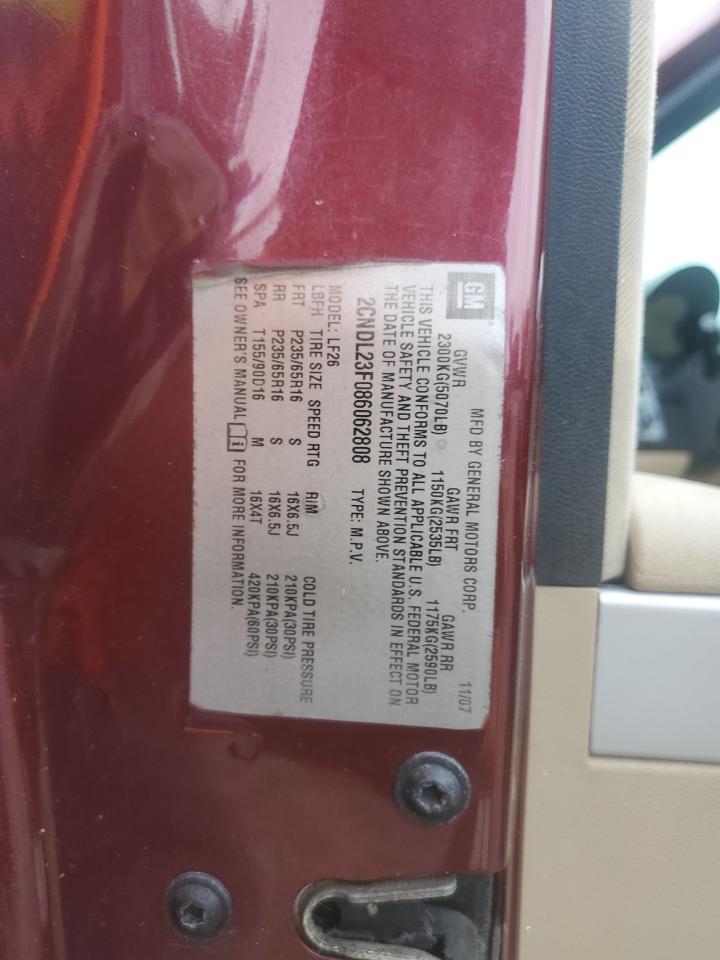 GM
MFD BY GENERAL MOTORS CORP. 11/07
GVWR GAWR FRT GAWR RR
2300KG(5070LB) 1150KG(2535LB) 1175KG(2590LB)
THIS VEHICLE CONFORMS TO ALL APPLICABLE U.S. FEDERAL MOTOR
VEHICLE SAFETY AND THEFT PREVENTION STANDARDS IN EFFECT ON
THE DATE OF MANUFACTURE SHOWN ABOVE.
2CNDL23F086062808 TYPE: M.P.V.
MODEL: LF26
LBFH TIRE SIZE SPEED RTG RIM COLD TIRE PRESSURE
FRT P235/65R16 S 16X6.5J 210KPA(30PSI)
RR P235/65R16 S 16X6.5J 210KPA(30PSI)
SPA T155/90D16 M 16X4T 420KPA(60PSI)
SEE OWNER'S MANUAL i FOR MORE INFORMATION.